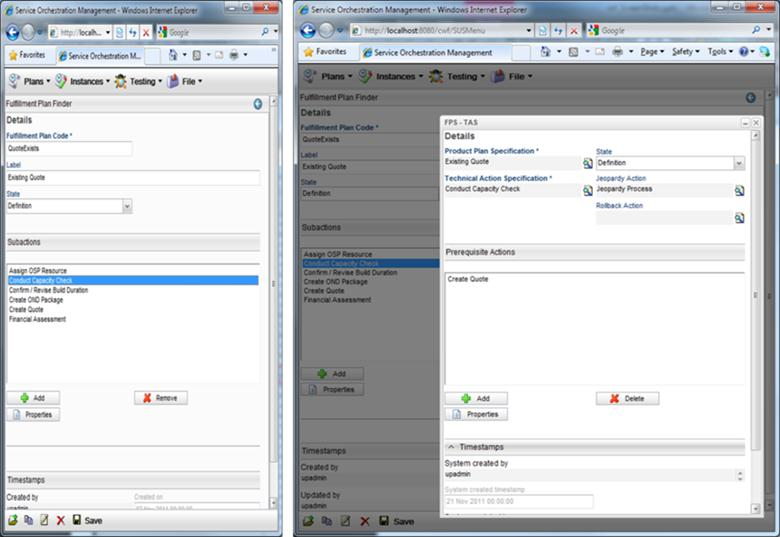 Service Orchestration Management - Windows Internet Explorer
http://localh...
Google
Favorites
Service Orchestration M...
Plans
Instances
Testing
File
Fulfillment Plan Finder
Details
Fulfillment Plan Code *
QuoteExists
Label
Existing Quote
State
Definition
Subactions
Assign OSP Resource
Conduct Capacity Check
Confirm / Revise Build Duration
Create OND Package
Create Quote
Financial Assessment
Add
Remove
Properties
Timestamps
Created by
Created on
upadmin
Save
Service Orchestration Management - Windows Internet Explorer
http://localhost:8080/cwf/SUSMenu
Google
Favorites
Service Orchestration Management
Page
Safety
Tools
Plans
Instances
Testing
File
Fulfillment Plan Finder
Details
Fulfillment Plan Code *
QuoteExists
Label
Existing Quote
State
Definition
Subactions
Assign OSP Resource
Conduct Capacity Check
Confirm / Revise Build Duration
Create OND Package
Create Quote
Financial Assessment
Add
Properties
Timestamps
Created by
upadmin
Updated by
Save
FPS - TAS
Details
Product Plan Specification *
State
Existing Quote
Definition
Technical Action Specification *
Jeopardy Action
Conduct Capacity Check
Jeopardy Process
Rollback Action
Prerequisite Actions
Create Quote
Add
Delete
Properties
Timestamps
System created by
upadmin
System created timestamp
21 Nov 2011 00:00:00